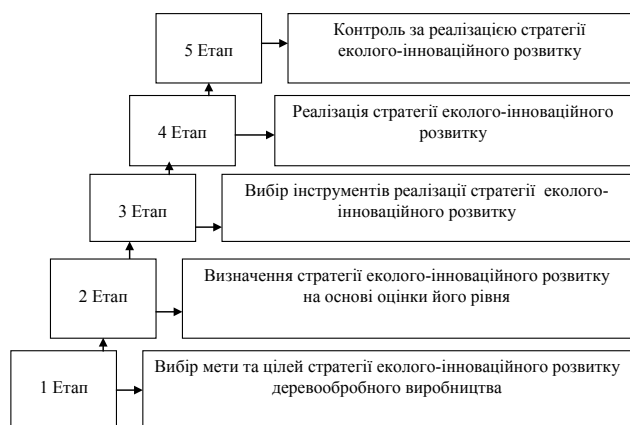 5 Етап
Контроль за реалізацією стратегії
еколого-інноваційного розвитку
4 Етап
Реалізація стратегії еколого-інноваційного
розвитку
3 Етап
Вибір інструментів реалізації стратегії еколого-
інноваційного розвитку
2 Етап
Визначення стратегії еколого-інноваційного розвитку
на основі оцінки його рівня
1 Етап
Вибір мети та цілей стратегії еколого-інноваційного розвитку
деревообробного виробництва